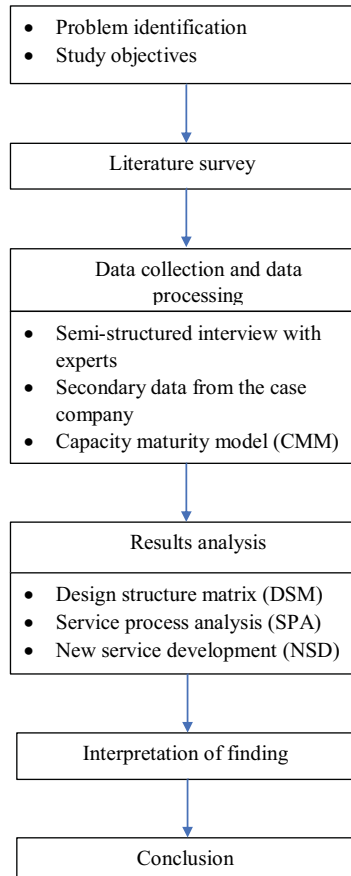 • Problem identification
• Study objectives
Literature survey
Data collection and data
processing
• Semi-structured interview with
experts
• Secondary data from the case
company
• Capacity maturity model (CMM)
Results analysis
• Design structure matrix (DSM)
• Service process analysis (SPA)
• New service development (NSD)
Interpretation of finding
Conclusion